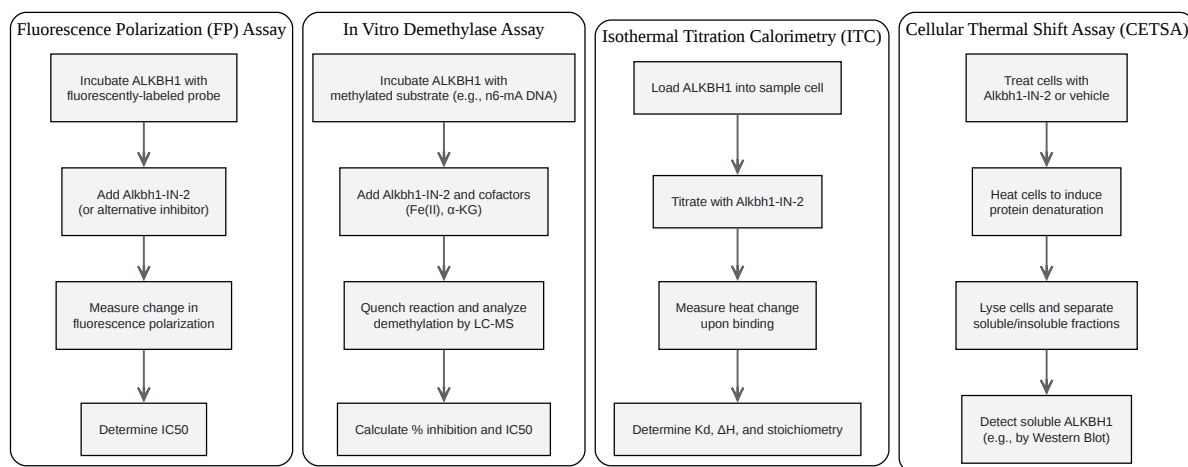 Fluorescence Polarization (FP) Assay
Incubate ALKBH1 with
fluorescently-labeled probe
Add Alkbh1-IN-2
(or alternative inhibitor)
Measure change in
fluorescence polarization
Determine IC50
In Vitro Demethylase Assay
Incubate ALKBH1 with
methylated substrate (e.g., n6-mA DNA)
Add Alkbh1-IN-2 and cofactors
(Fe(II), α-KG)
Quench reaction and analyze
demethylation by LC-MS
Calculate % inhibition and IC50
Isothermal Titration Calorimetry (ITC)
Load ALKBH1 into sample cell
Titrate with Alkbh1-IN-2
Measure heat change
upon binding
Determine Kd, ΔH, and stoichiometry
Cellular Thermal Shift Assay (CETSA)
Treat cells with
Alkbh1-IN-2 or vehicle
Heat cells to induce
protein denaturation
Lyse cells and separate
soluble/insoluble fractions
Detect soluble ALKBH1
(e.g., by Western Blot)